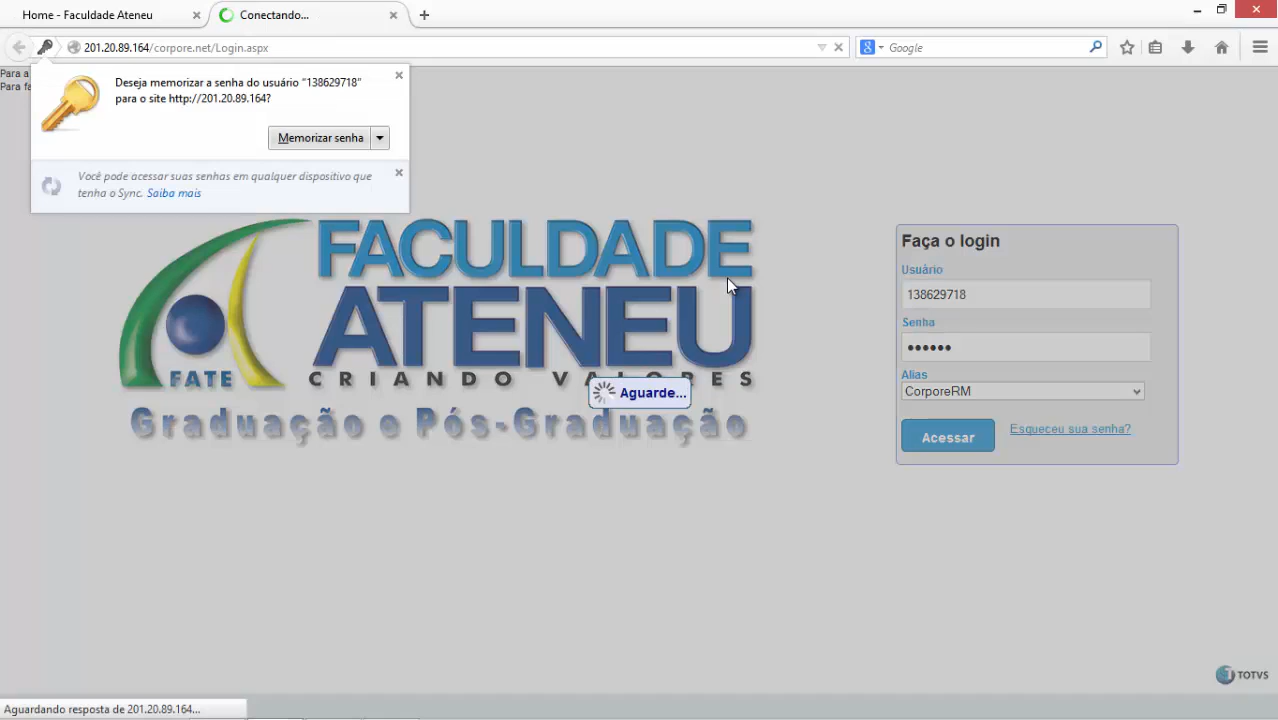 Home - Faculdade Ateneu
Conectando...
201.20.89.164/corpore.net/Login.aspx
Google
Para a
Para fa
Deseja memorizar a senha do usuário "138629718"
para o site http://201.20.89.164?
Memorizar senha
Você pode acessar suas senhas em qualquer dispositivo que
tenha o Sync. Saiba mais
FACULDADE
ATENEU
FATE
CRIANDO VALORES
Graduação e Pós-Graduação
Aguarde...
Faça o login
Usuário
138629718
Senha
••••••
Alias
CorporeRM
Acessar
Esqueceu sua senha?
TOTVS
Aguardando resposta de 201.20.89.164...